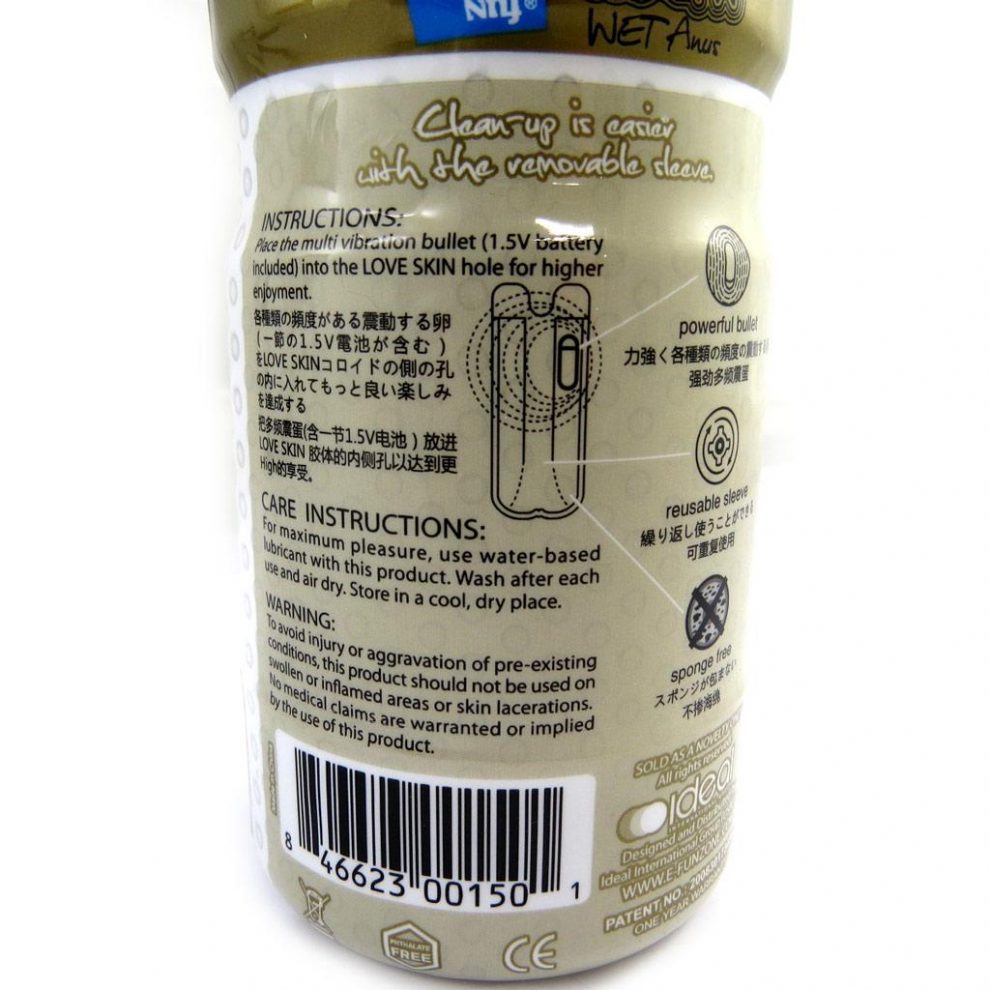 fun®
WET Anus
Clean-up is easier
with the removable sleeve
INSTRUCTIONS:
Place the multi vibration bullet (1.5V battery
included) into the LOVE SKIN hole for higher
enjoyment.
各種類の頻度がある震動する卵
(一節の1.5V電池が含む)
をLOVE SKINコロイドの側の孔
の内に入れてもっと良い楽しみ
を達成する
把多频震蛋(含一节1.5V电池)放进
LOVE SKIN 胶体的内侧孔以达到更
High的享受。
CARE INSTRUCTIONS:
For maximum pleasure, use water-based
lubricant with this product. Wash after each
use and air dry. Store in a cool, dry place.
WARNING:
To avoid injury or aggravation of pre-existing
conditions, this product should not be used on
swollen or inflamed areas or skin lacerations.
No medical claims are warranted or implied
by the use of this product.
powerful bullet
力強く各種類の頻度の震動す
强劲多频震蛋
reusable sleeve
繰り返し使うことができる
可重复使用
sponge free
スポンジが包まない
不掺海绵
8 46623 00150 1
PHTHALATE
FREE
CE
SOLD AS A NOVELTY
All rights reserved
Ideal
Designed and Distribut
Ideal International Group
WWW.E-FUNZONE.
PATENT NO.: 200830
ONE YEAR WARR